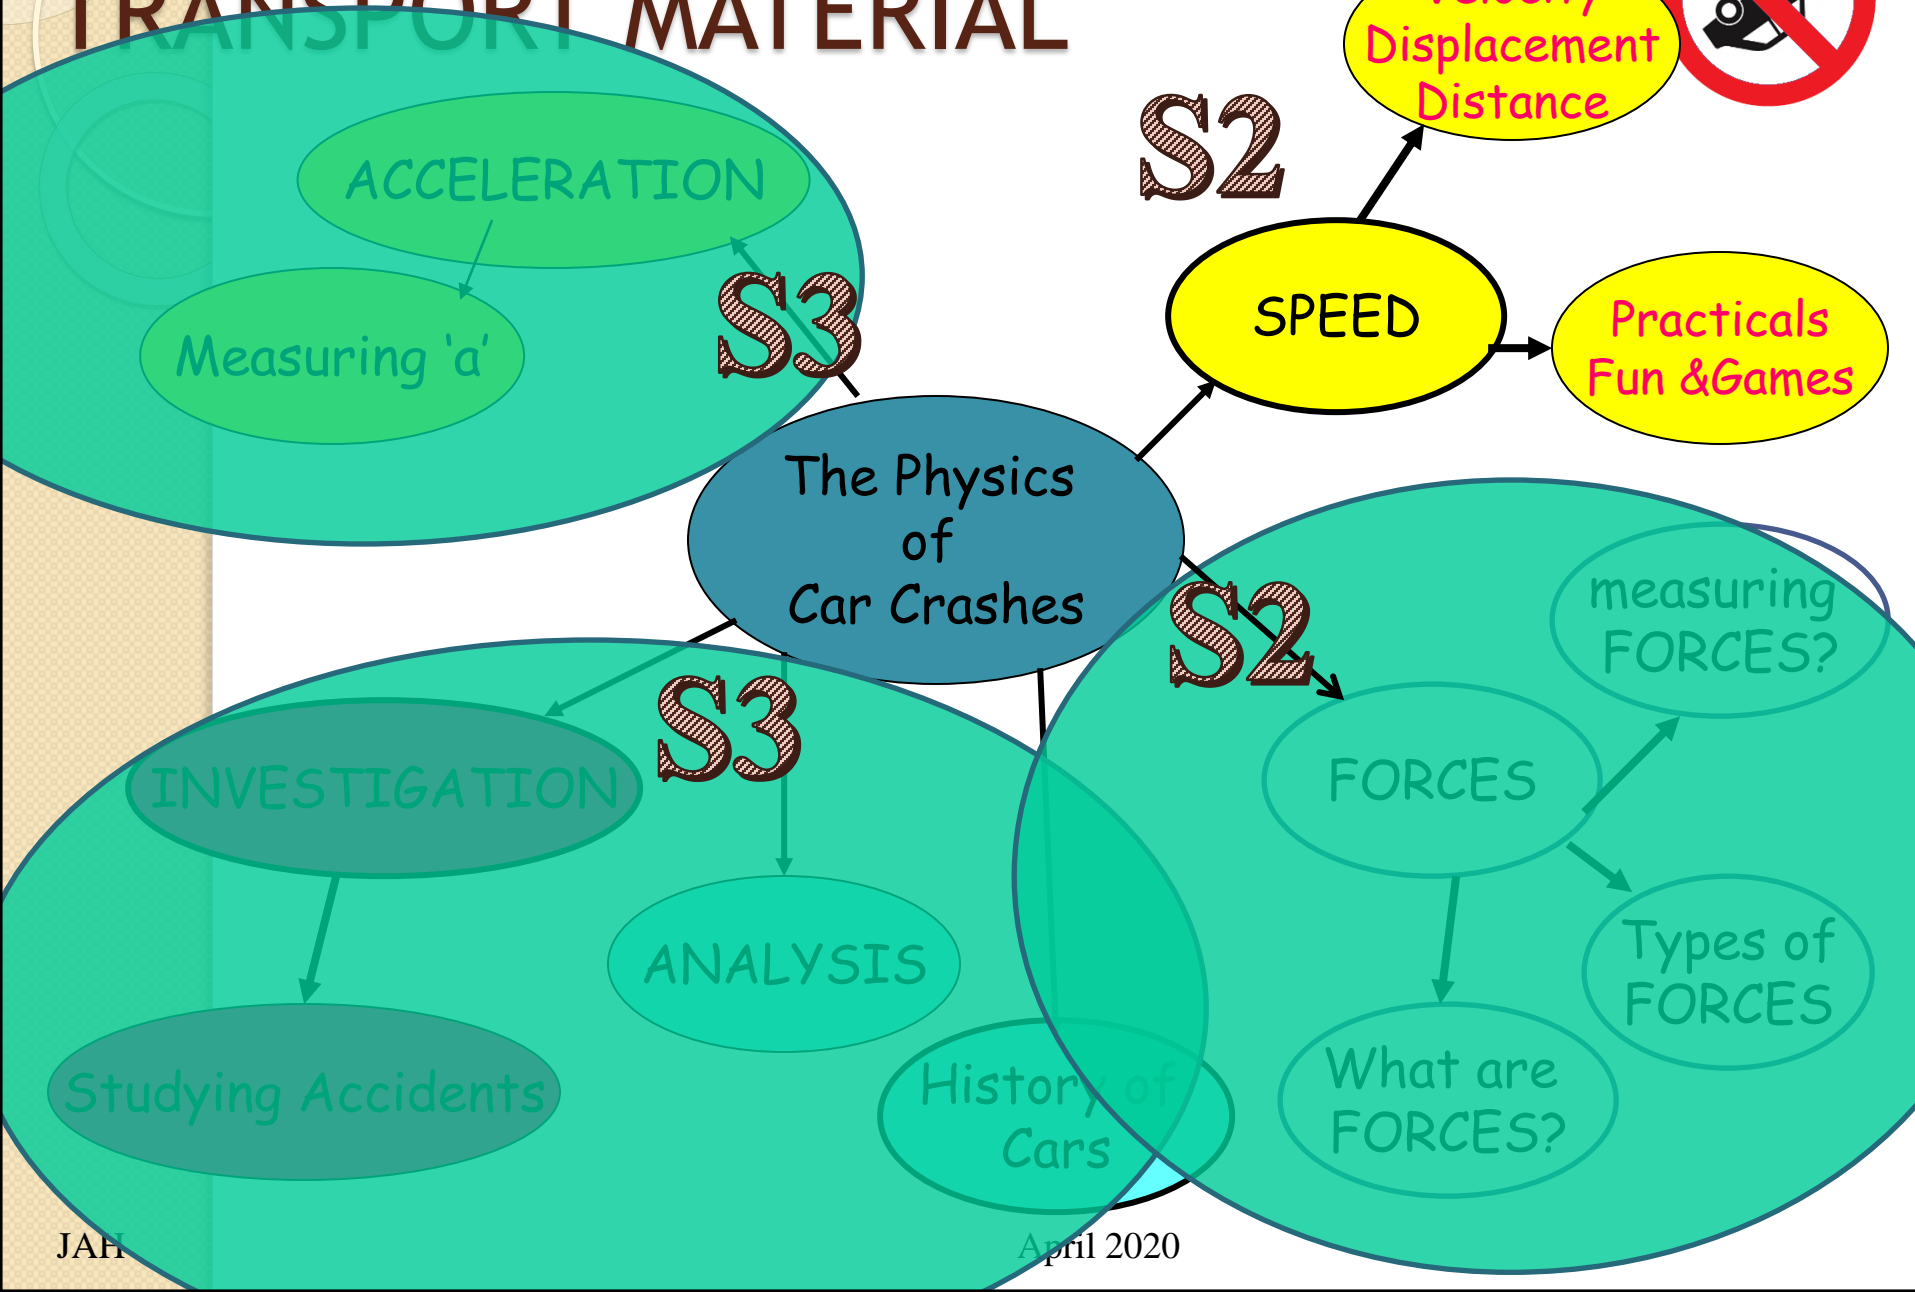 TRANSPORT MATERIAL
Velocity
Displacement
Distance
S2
ACCELERATION
S3
SPEED
Measuring ‘a’
Practicals
Fun &Games
The Physics
of
Car Crashes
S2
measuring
FORCES?
S3
INVESTIGATION
FORCES
ANALYSIS
Types of
FORCES
Studying Accidents
History of
Cars
What are
FORCES?
JAH
April 2020